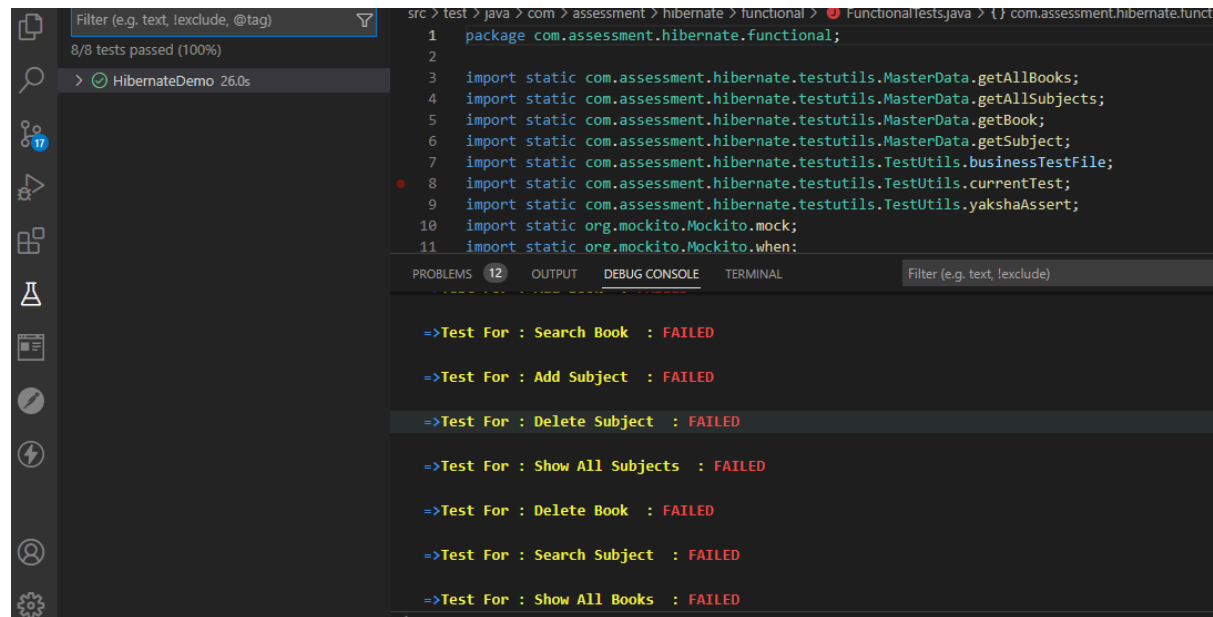 Filter (e.g. text, !exclude, @tag)
8/8 tests passed (100%)
HibernateDemo 26.0s
17
src > test > java > com > assessment > hibernate > functional > FunctionalTests.java > {} com.assessment.hibernate.funct
1 package com.assessment.hibernate.functional;
2
3 import static com.assessment.hibernate.testutils.MasterData.getAllBooks;
4 import static com.assessment.hibernate.testutils.MasterData.getAllSubjects;
5 import static com.assessment.hibernate.testutils.MasterData.getBook;
6 import static com.assessment.hibernate.testutils.MasterData.getSubject;
7 import static com.assessment.hibernate.testutils.TestUtils.businessTestFile;
8 import static com.assessment.hibernate.testutils.TestUtils.currentTest;
9 import static com.assessment.hibernate.testutils.TestUtils.yakshaAssert;
10 import static org.mockito.Mockito.mock;
11 import static org.mockito.Mockito.when;
PROBLEMS 12 OUTPUT DEBUG CONSOLE TERMINAL Filter (e.g. text, !exclude)
=>Test For : Search Book : FAILED
=>Test For : Add Subject : FAILED
=>Test For : Delete Subject : FAILED
=>Test For : Show All Subjects : FAILED
=>Test For : Delete Book : FAILED
=>Test For : Search Subject : FAILED
=>Test For : Show All Books : FAILED